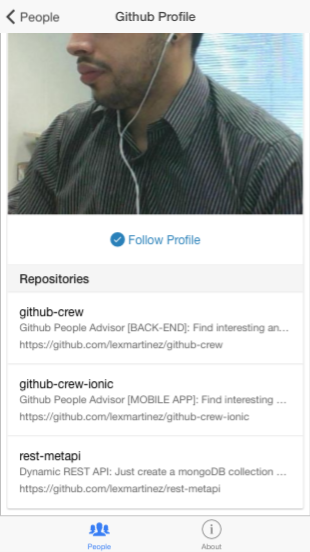 People
Github Profile
Follow Profile
Repositories
github-crew
Github People Advisor [BACK-END]: Find interesting an...
https://github.com/lexmartinez/github-crew
github-crew-ionic
Github People Advisor [MOBILE APP]: Find interesting ...
https://github.com/lexmartinez/github-crew-ionic
rest-metapi
Dynamic REST API: Just create a mongoDB collection ...
https://github.com/lexmartinez/rest-metapi
People
About